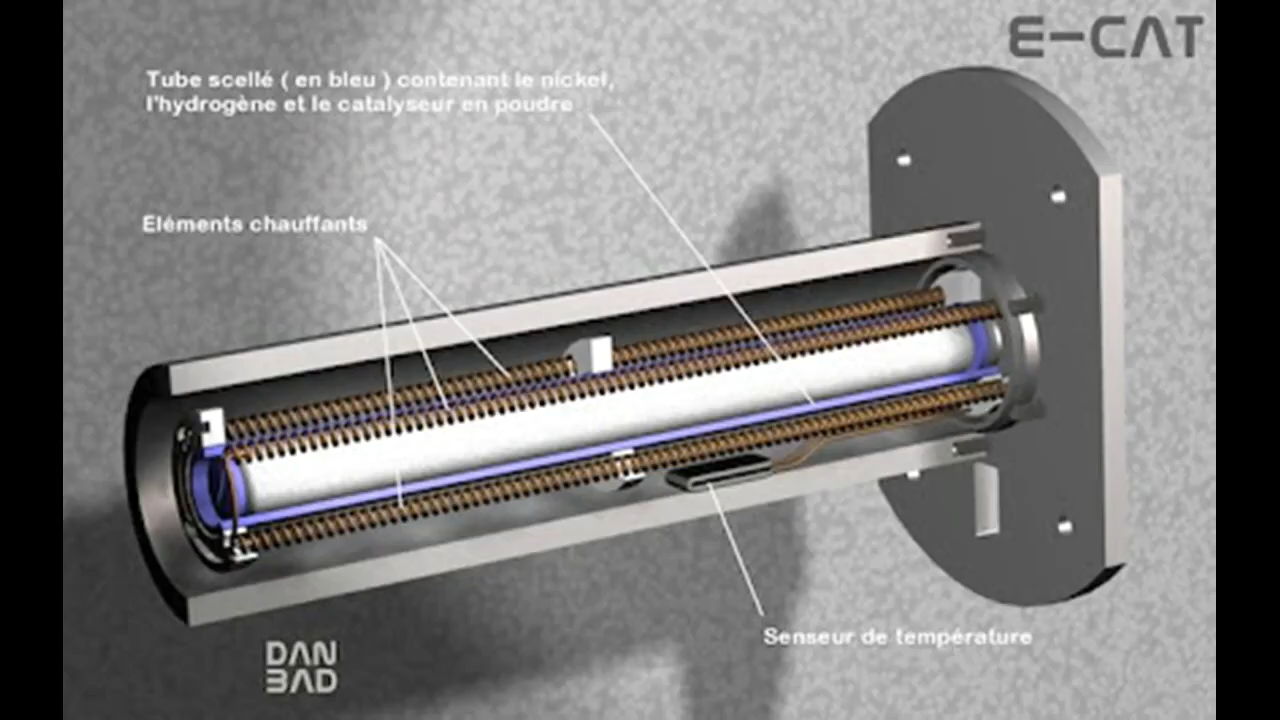 E-CAT
Tube scellé ( en bleu ) contenant le nickel,
l'hydrogène et le catalyseur en poudre
Eléments chauffants
Senseur de température
DAN
BAD